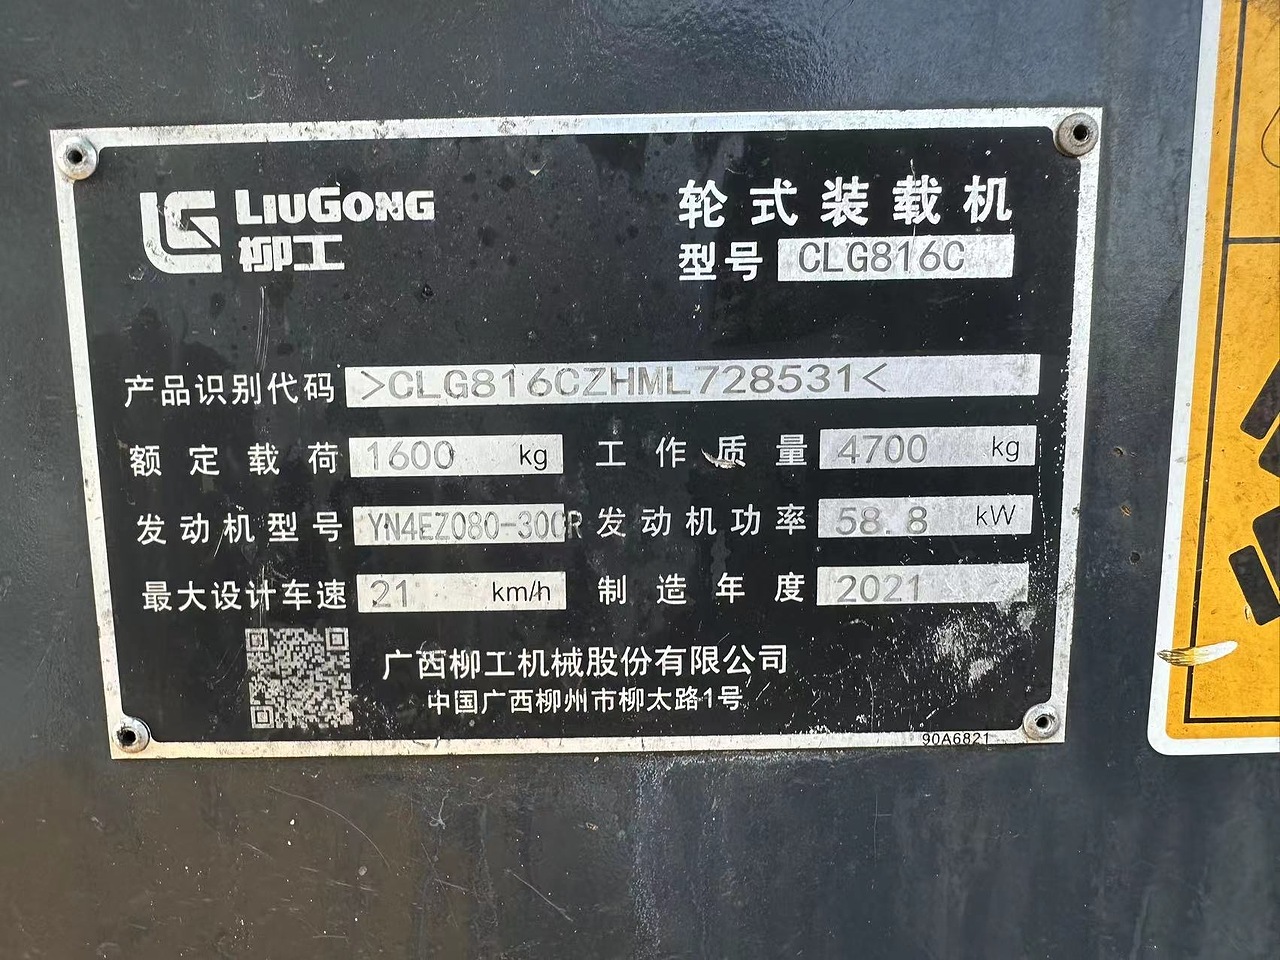 LIUGONG
柳工
轮式装载机
型号 CLG816C
产品识别代码 >CLG816CZHML728531<
额定载荷 1600 kg 工作质量 4700 kg
发动机型号 YN4EZ080-30CR 发动机功率 58.8 kW
最大设计车速 21 km/h 制造年度 2021
广西柳工机械股份有限公司
中国广西柳州市柳太路1号
90A6821